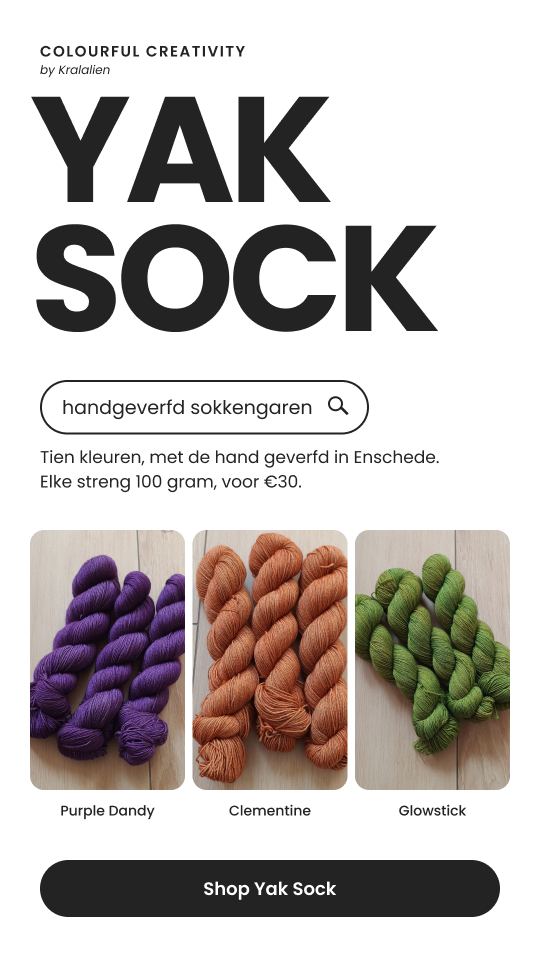 COLOURFUL CREATIVITY
by Kralalien
YAK
SOCK
handgeverfd sokkengaren
Tien kleuren, met de hand geverfd in Enschede.
Elke streng 100 gram, voor €30.
Purple Dandy
Clementine
Glowstick
Shop Yak Sock